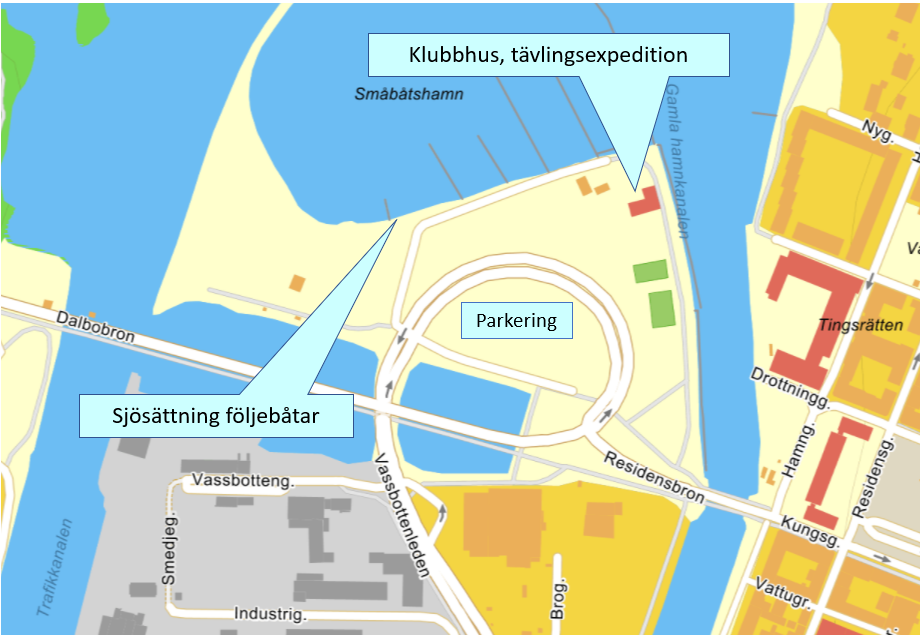 Klubbhus, tävlingsexpedition
Småbåtshamn
Gamla hamnkanalen
Nyg.
Parkering
Dalbobron
Tingsrätten
Drottningg.
Sjösättning följebåtar
Hamng.
Residensg.
Residensbron
Vassbotteng.
Vassbottenleden
Kungsg.
Smedjeg.
Trafikkanalen
Industrig.
Brog.
Vattugr.